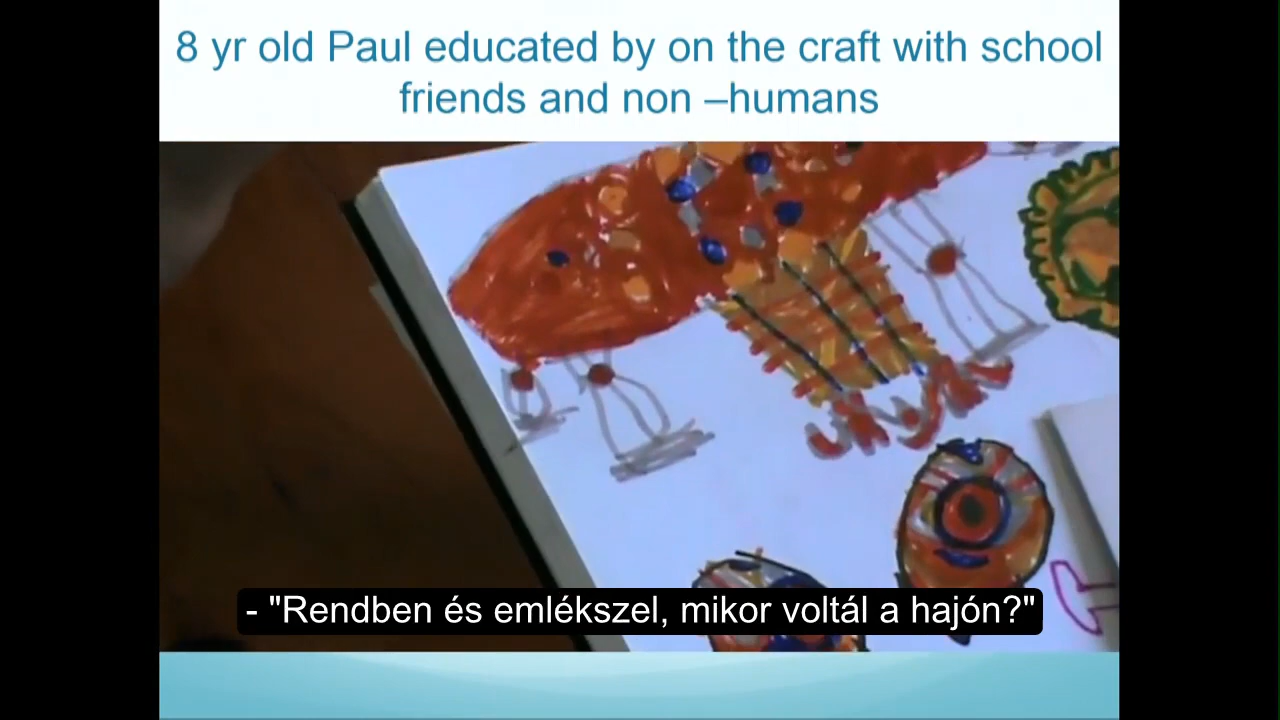 8 yr old Paul educated by on the craft with school
friends and non –humans
- "Rendben és emlékszel, mikor voltál a hajón?"